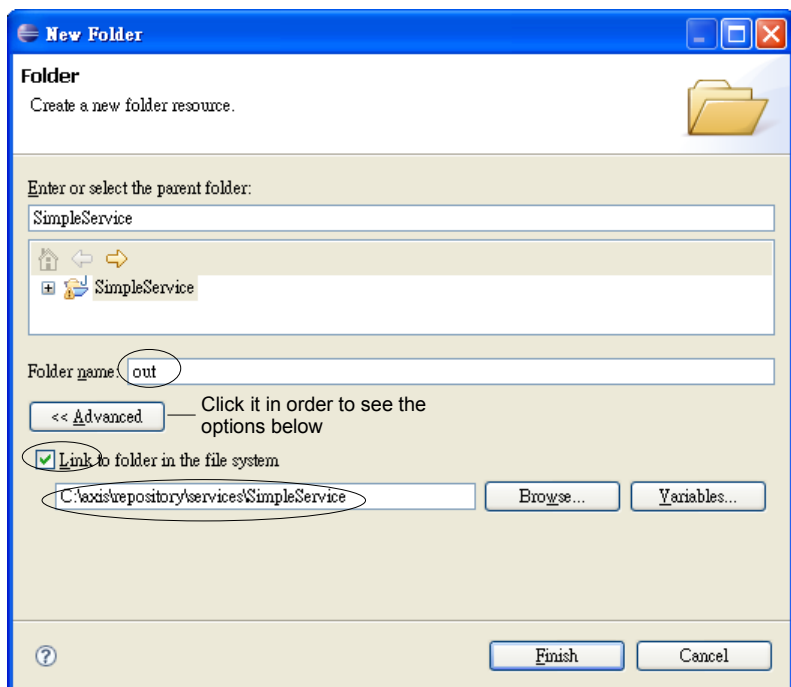 New Folder
Folder
Create a new folder resource.
Enter or select the parent folder:
SimpleService
SimpleService
Folder name: out
<< Advanced
Click it in order to see the
options below
Link to folder in the file system
C:\axis\repository\services\SimpleService
Browse...
Variables...
?
Finish
Cancel